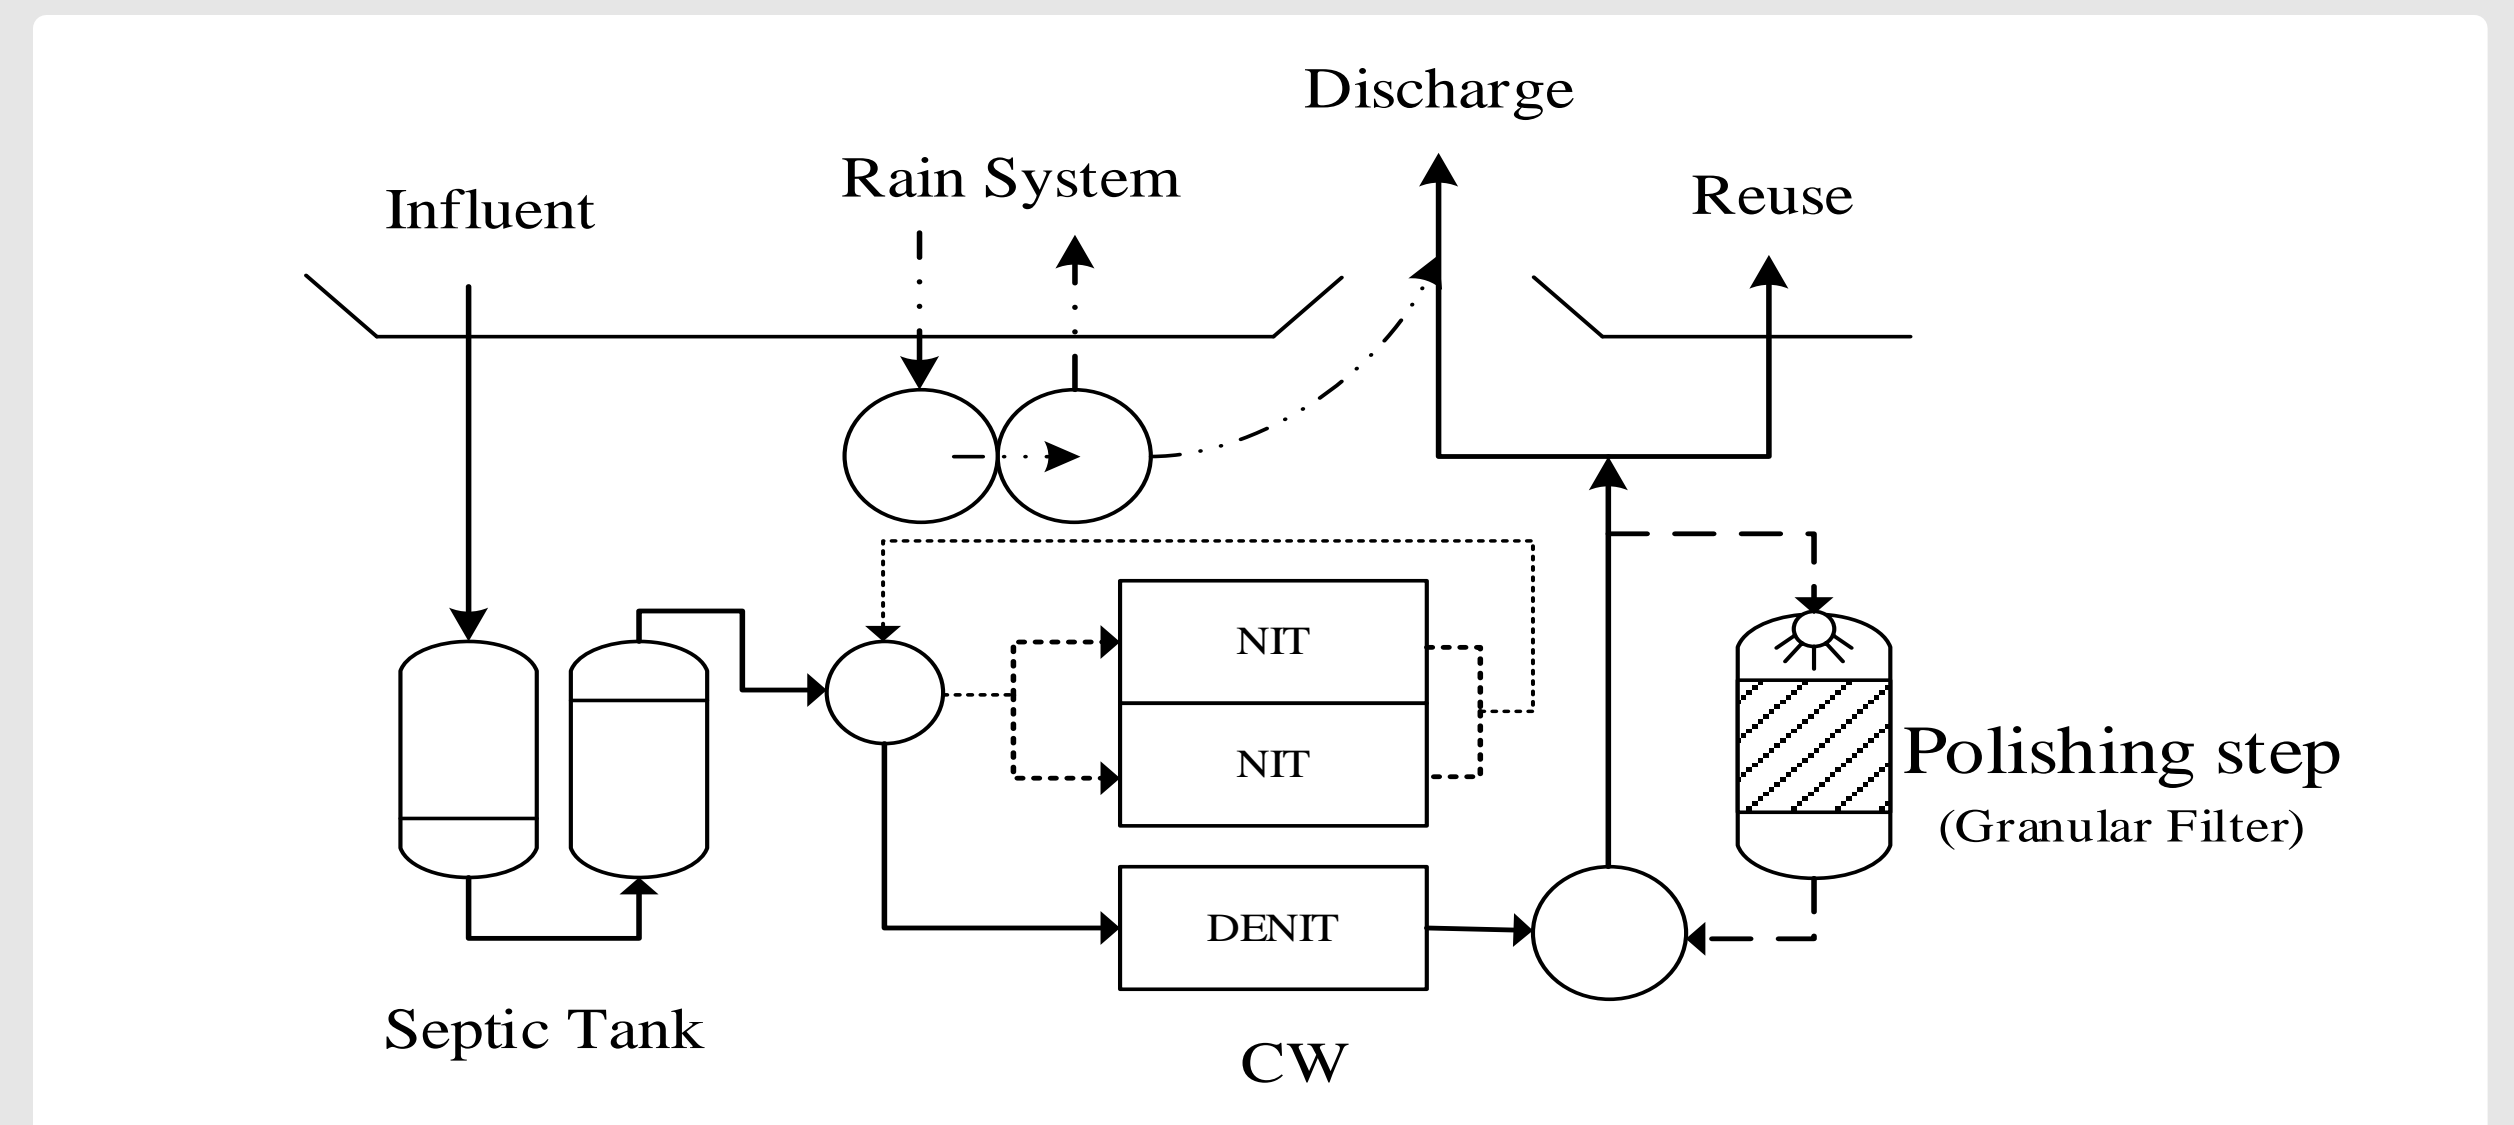 Discharge
Rain System
Reuse
Influent
NIT
NIT
Polishing step
(Granular Filter)
DENIT
Septic Tank
CW